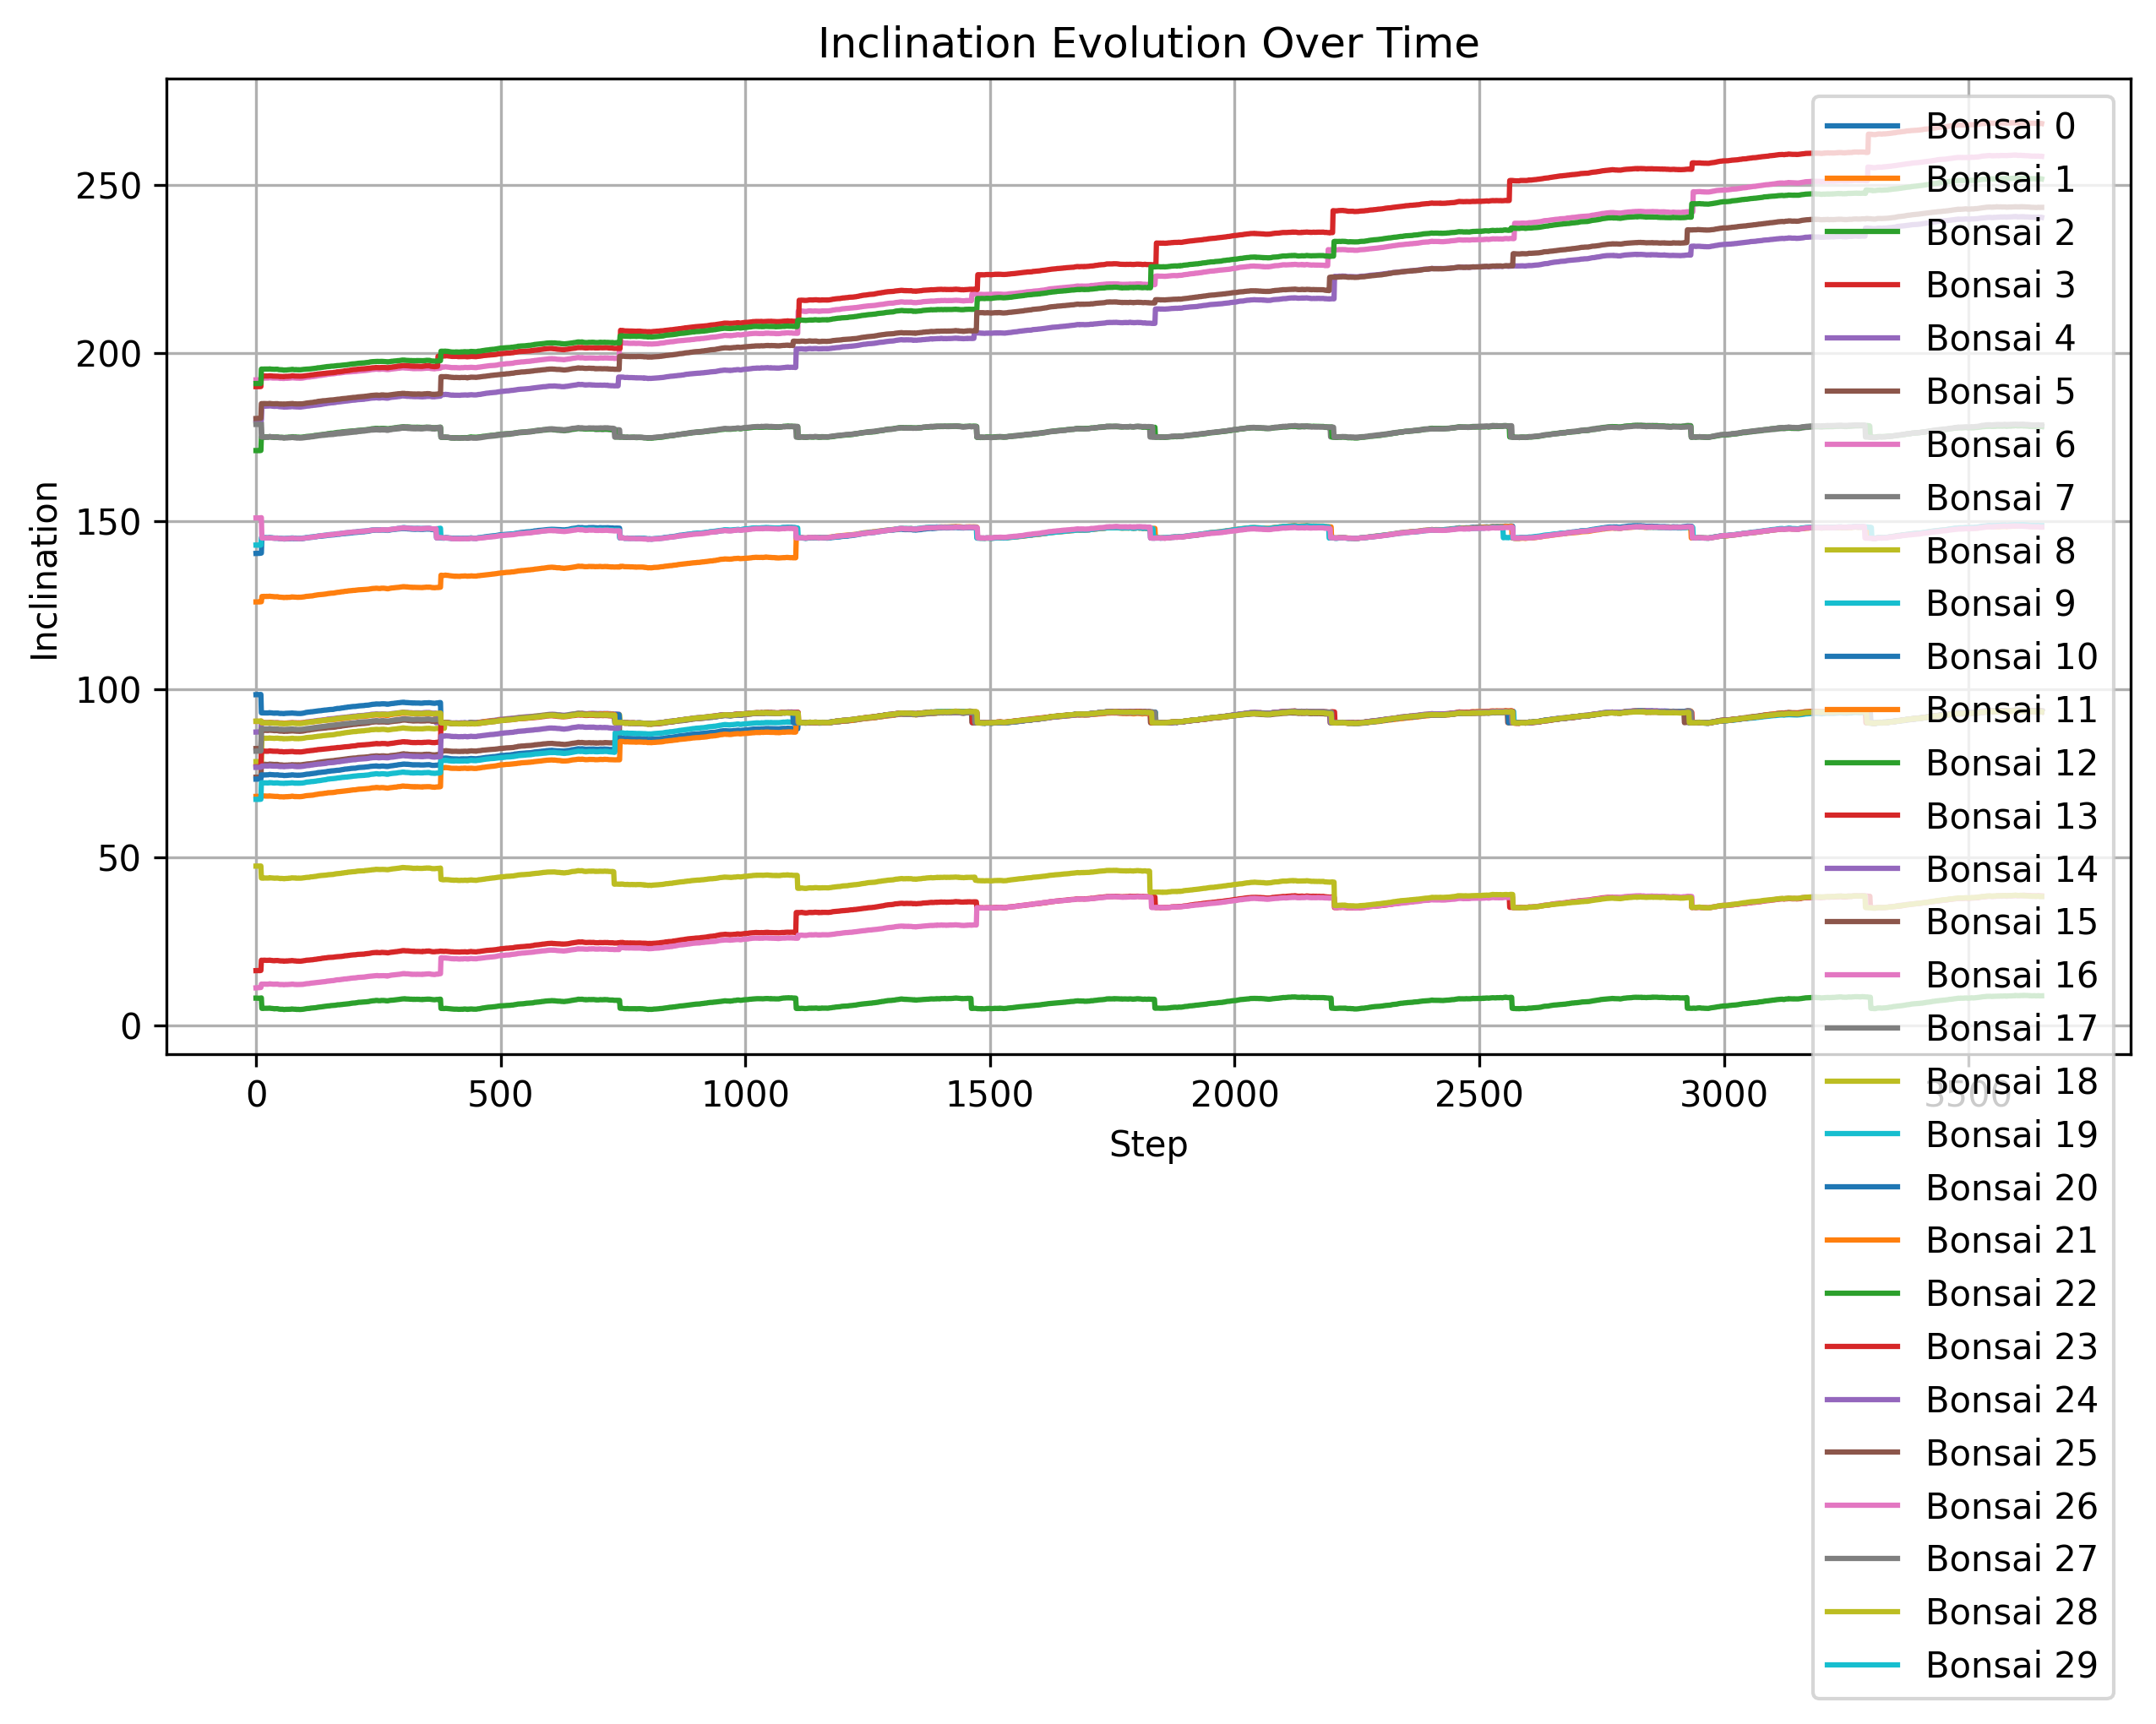 Inclination Evolution Over Time
Inclination
250
200
150
100
50
0
0 500 1000 1500 2000 2500 3000 3500
Step
Bonsai 0
Bonsai 1
Bonsai 2
Bonsai 3
Bonsai 4
Bonsai 5
Bonsai 6
Bonsai 7
Bonsai 8
Bonsai 9
Bonsai 10
Bonsai 11
Bonsai 12
Bonsai 13
Bonsai 14
Bonsai 15
Bonsai 16
Bonsai 17
Bonsai 18
Bonsai 19
Bonsai 20
Bonsai 21
Bonsai 22
Bonsai 23
Bonsai 24
Bonsai 25
Bonsai 26
Bonsai 27
Bonsai 28
Bonsai 29